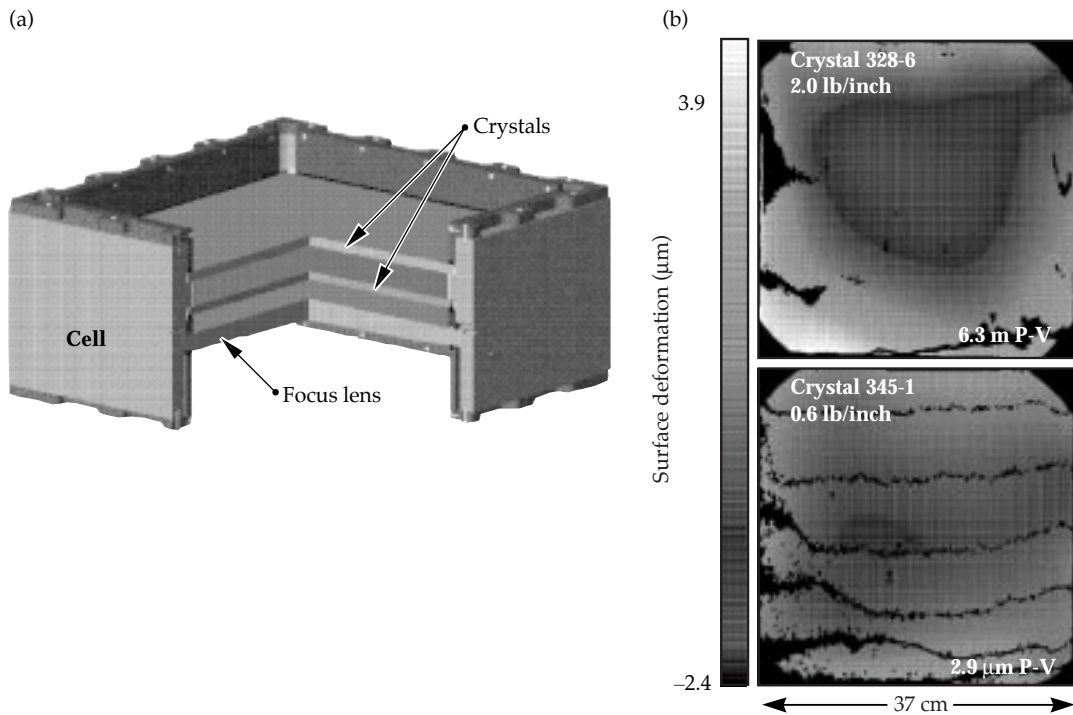 (a)
Crystals
Cell
Focus lens
(b)
Surface deformation (µm)
3.9
–2.4
Crystal 328-6
2.0 lb/inch
6.3 m P-V
Crystal 345-1
0.6 lb/inch
2.9 µm P-V
37 cm